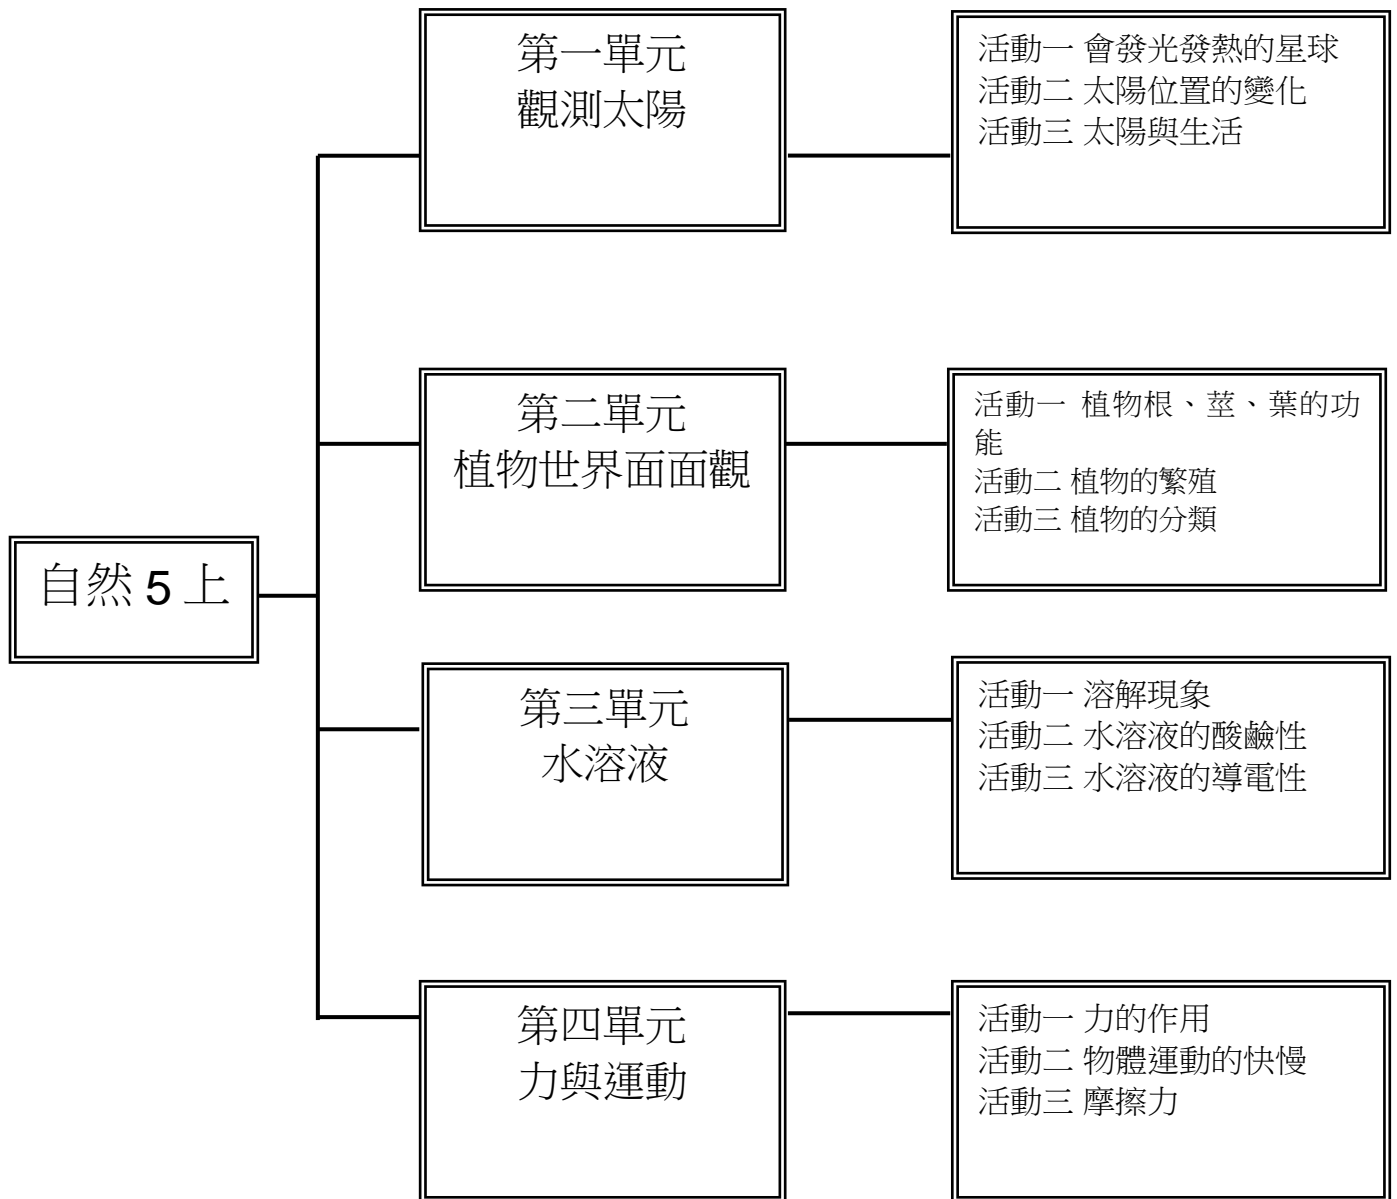 第一單元
觀測太陽
活動一 會發光發熱的星球
活動二 太陽位置的變化
活動三 太陽與生活
第二單元
植物世界面面觀
活動一 植物根、莖、葉的功
能
活動二 植物的繁殖
活動三 植物的分類
自然 5 上
第三單元
水溶液
活動一 溶解現象
活動二 水溶液的酸鹼性
活動三 水溶液的導電性
第四單元
力與運動
活動一 力的作用
活動二 物體運動的快慢
活動三 摩擦力